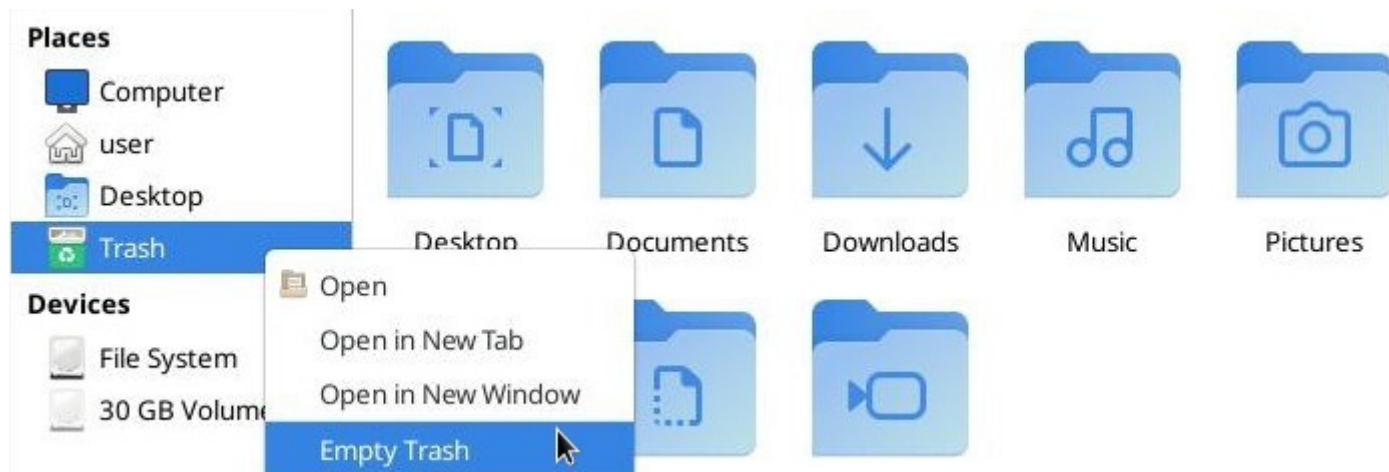 Places
Computer
user
Desktop
Trash
Devices
File System
30 GB Volume
Desktop
Documents
Downloads
Music
Pictures
Open
Open in New Tab
Open in New Window
Empty Trash